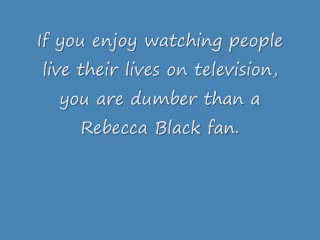 If you enjoy watching people
live their lives on television,
you are dumber than a
Rebecca Black fan.